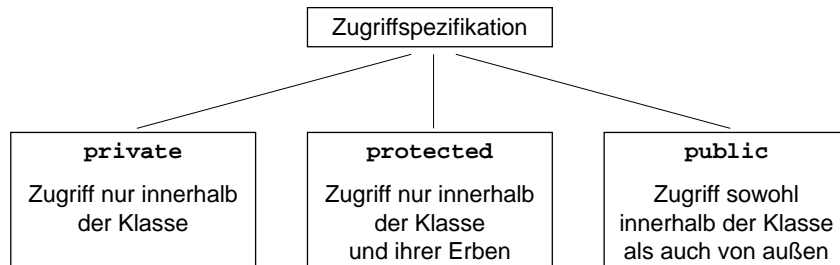 Zugriffspezifikation
private
Zugriff nur innerhalb
der Klasse
protected
Zugriff nur innerhalb
der Klasse
und ihrer Erben
public
Zugriff sowohl
innerhalb der Klasse
als auch von außen